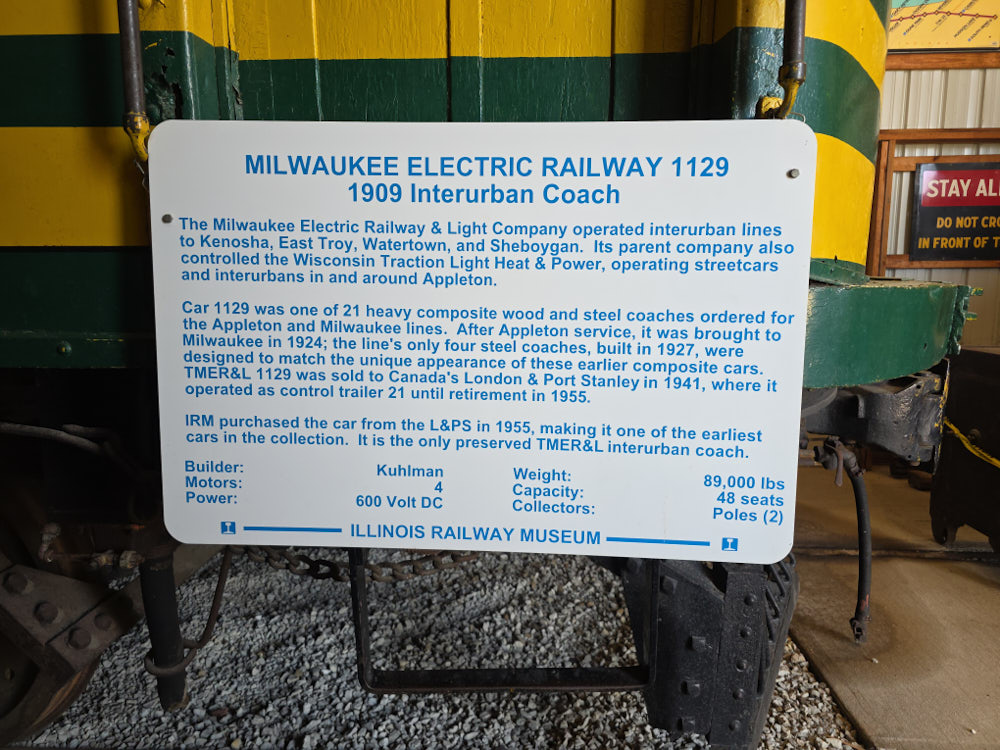 MILWAUKEE ELECTRIC RAILWAY 1129
1909 Interurban Coach
The Milwaukee Electric Railway & Light Company operated interurban lines
to Kenosha, East Troy, Watertown, and Sheboygan. Its parent company also
controlled the Wisconsin Traction Light Heat & Power, operating streetcars
and interurbans in and around Appleton.
Car 1129 was one of 21 heavy composite wood and steel coaches ordered for
the Appleton and Milwaukee lines. After Appleton service, it was brought to
Milwaukee in 1924; the line's only four steel coaches, built in 1927, were
designed to match the unique appearance of these earlier composite cars.
TMER&L 1129 was sold to Canada's London & Port Stanley in 1941, where it
operated as control trailer 21 until retirement in 1955.
IRM purchased the car from the L&PS in 1955, making it one of the earliest
cars in the collection. It is the only preserved TMER&L interurban coach.
Builder: Kuhlman Weight: 89,000 lbs
Motors: 4 Capacity: 48 seats
Power: 600 Volt DC Collectors: Poles (2)
ILLINOIS RAILWAY MUSEUM
STAY AL
DO NOT CRO
IN FRONT OF T